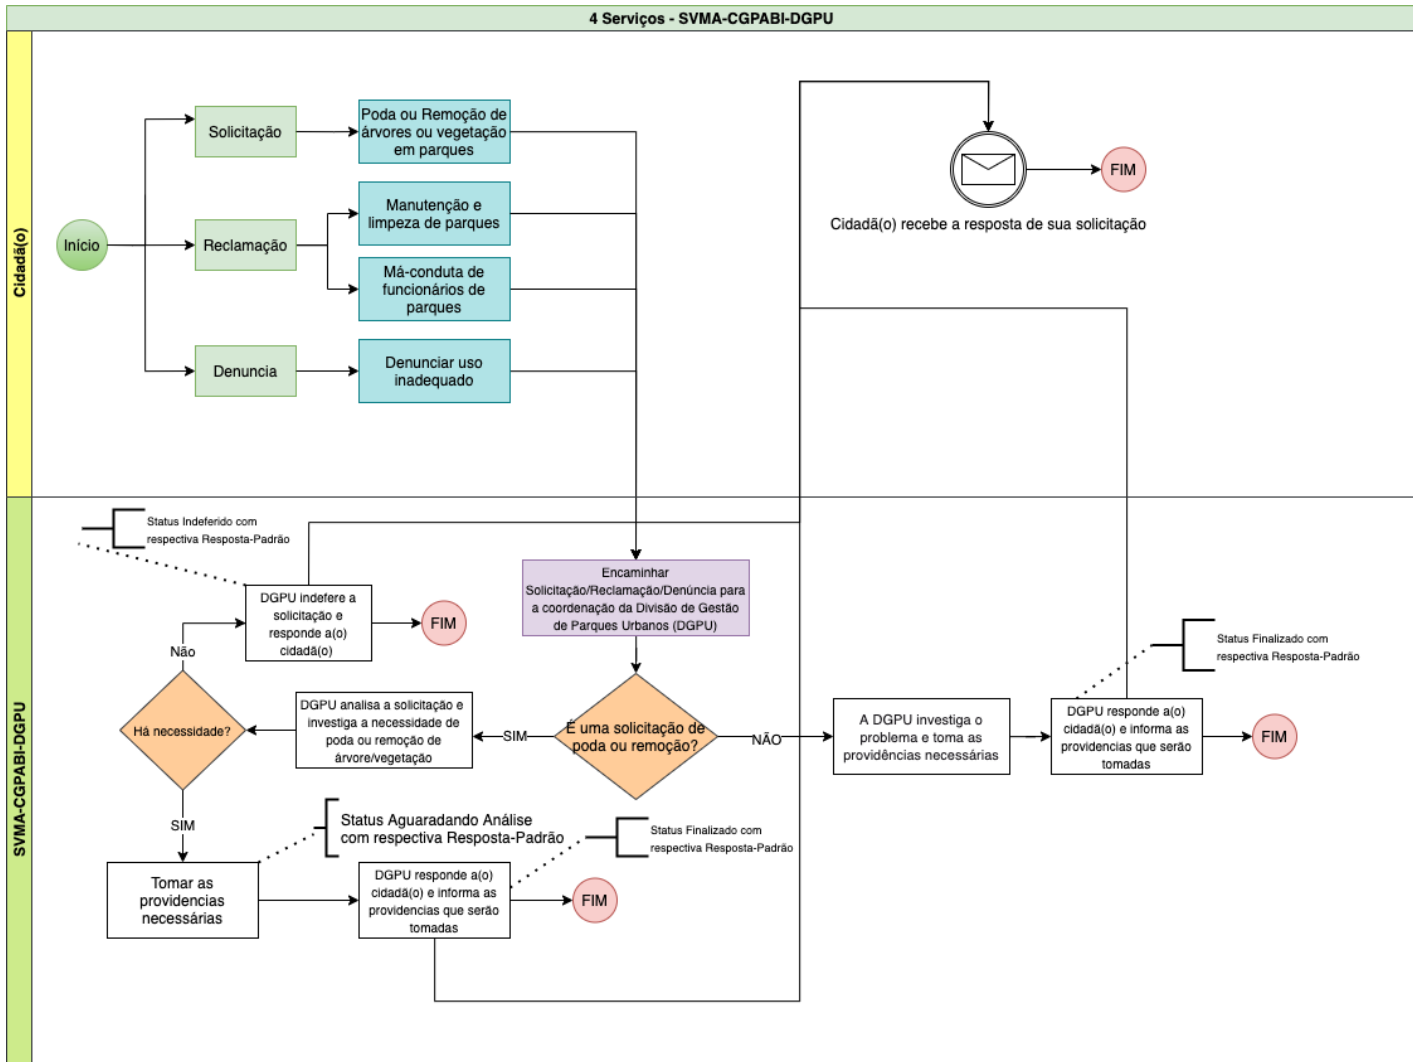 4 Serviços - SVMA-CGPABI-DGPU
Cidadã(o)
Início
Solicitação
Poda ou Remoção de
árvores ou vegetação
em parques
Reclamação
Manutenção e
limpeza de parques
Má-conduta de
funcionários de
parques
Denuncia
Denunciar uso
inadequado
FIM
Cidadã(o) recebe a resposta de sua solicitação
SVMA-CGPABI-DGPU
Status Indeferido com
respectiva Resposta-Padrão
DGPU indefere a
solicitação e
responde a(o)
cidadã(o)
FIM
Encaminhar
Solicitação/Reclamação/Denúncia para
a coordenação da Divisão de Gestão
de Parques Urbanos (DGPU)
Status Finalizado com
respectiva Resposta-Padrão
Não
Há necessidade?
DGPU analisa a solicitação e
investiga a necessidade de
poda ou remoção de
árvore/vegetação
SIM
É uma solicitação de
poda ou remoção?
NÃO
A DGPU investiga o
problema e toma as
providências necessárias
DGPU responde a(o)
cidadã(o) e informa as
providencias que serão
tomadas
FIM
SIM
Status Aguaradando Análise
com respectiva Resposta-Padrão
Status Finalizado com
respectiva Resposta-Padrão
Tomar as
providencias
necessárias
DGPU responde a(o)
cidadã(o) e informa as
providencias que serão
tomadas
FIM